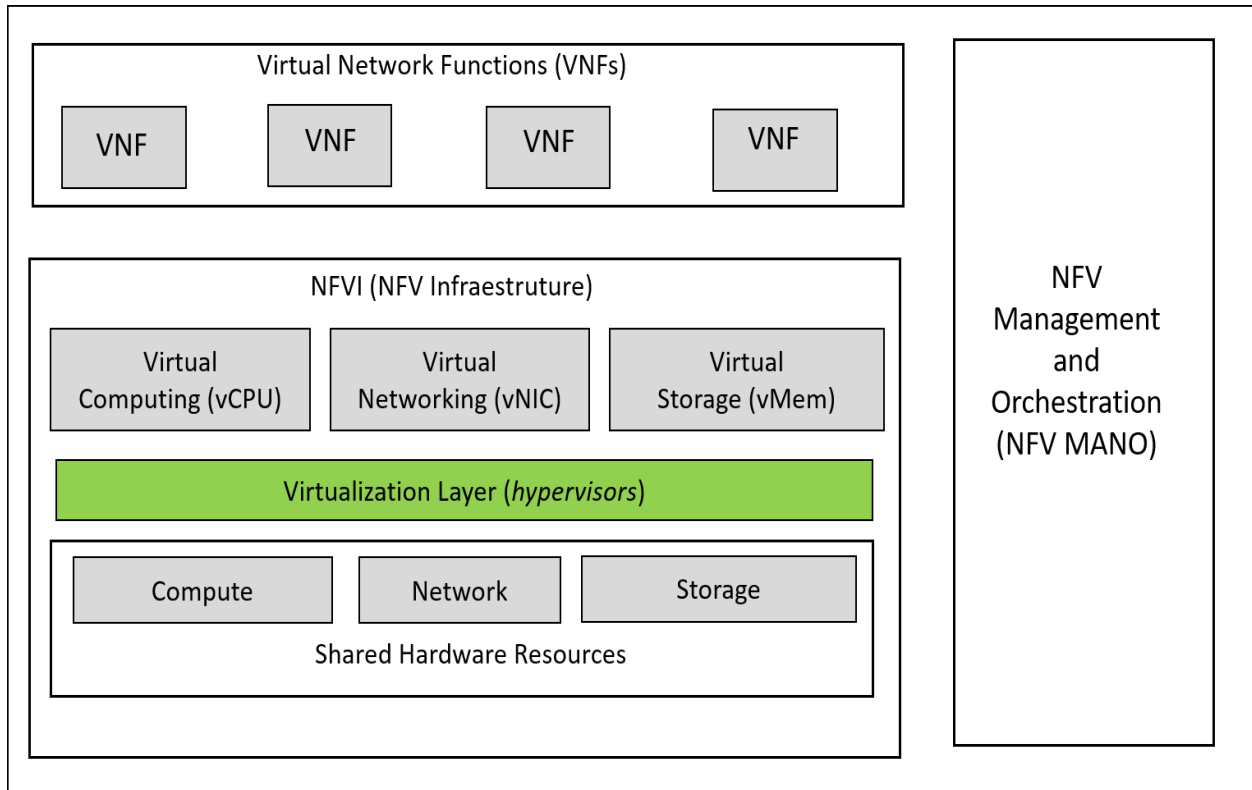 Virtual Network Functions (VNFs)
VNF
VNF
VNF
VNF
NFVI (NFV Infraestruture)
Virtual
Computing (vCPU)
Virtual
Networking (vNIC)
Virtual
Storage (vMem)
Virtualization Layer (hypervisors)
Compute
Network
Storage
Shared Hardware Resources
NFV
Management
and
Orchestration
(NFV MANO)